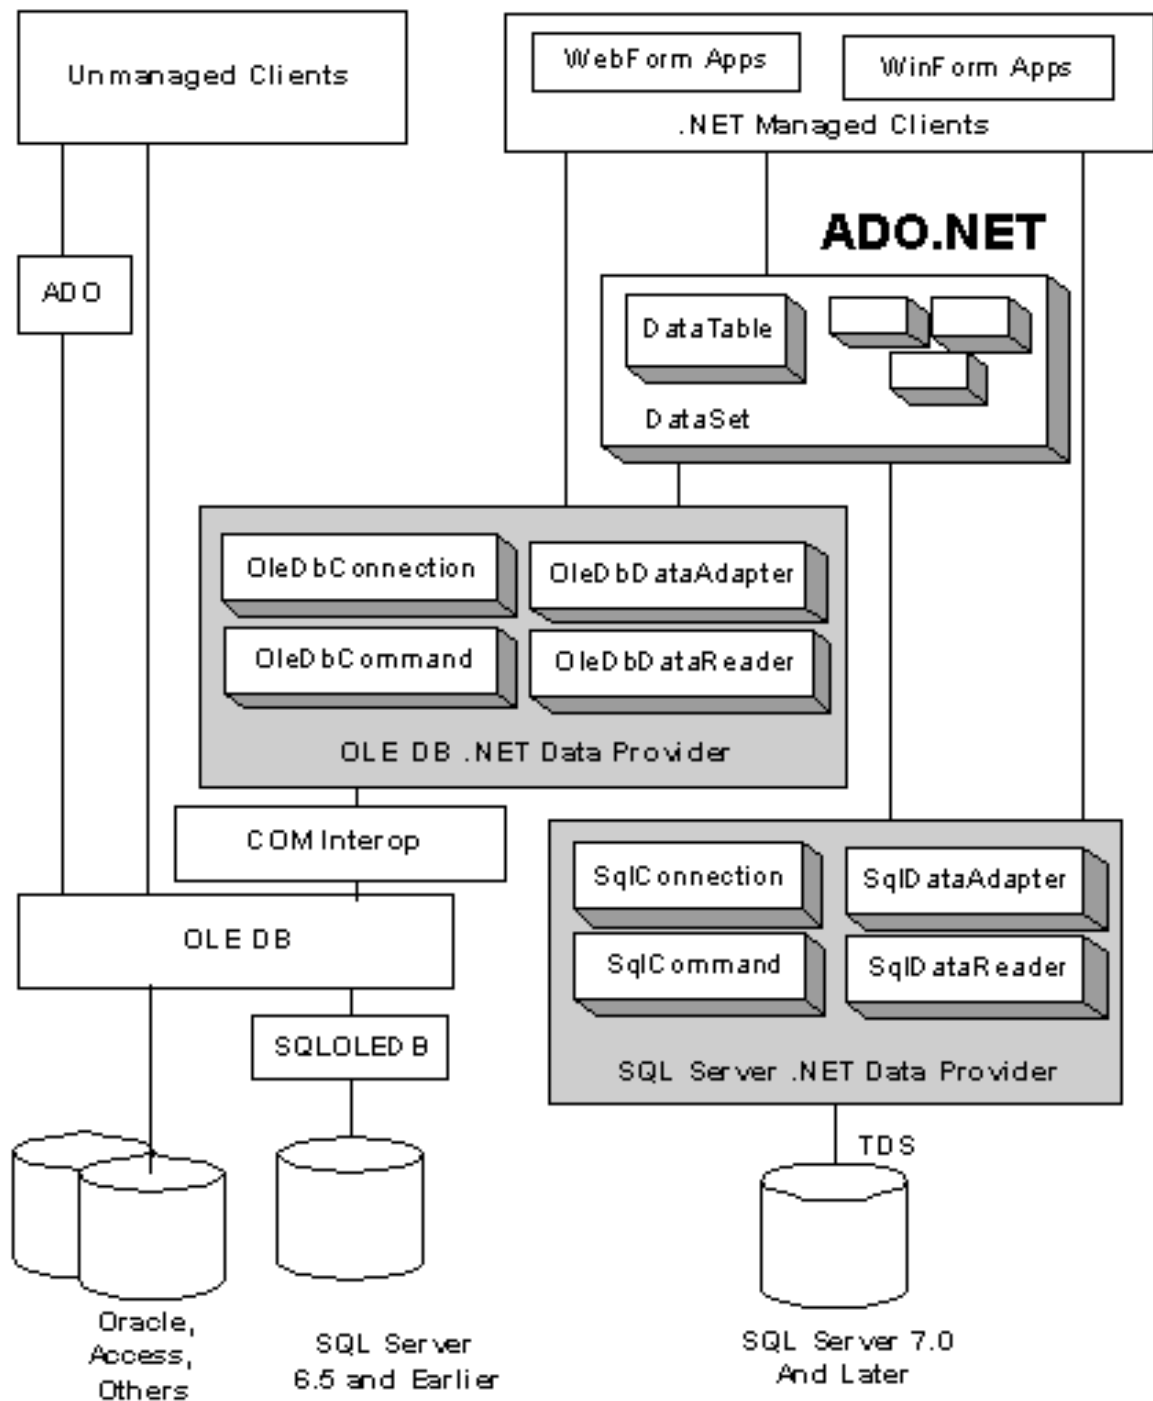 Unmanaged Clients
WebForm Apps
WinForm Apps
.NET Managed Clients
ADO.NET
ADO
DataTable
DataSet
OleDbConnection
OleDbDataAdapter
OleDbCommand
OleDbDataReader
OLE DB .NET Data Provider
COM Interop
SqlConnection
SqlDataAdapter
OLE DB
SqlCommand
SqlDataReader
SQLOLEDB
SQL Server .NET Data Provider
TDS
Oracle,
Access,
Others
SQL Server
6.5 and Earlier
SQL Server 7.0
And Later